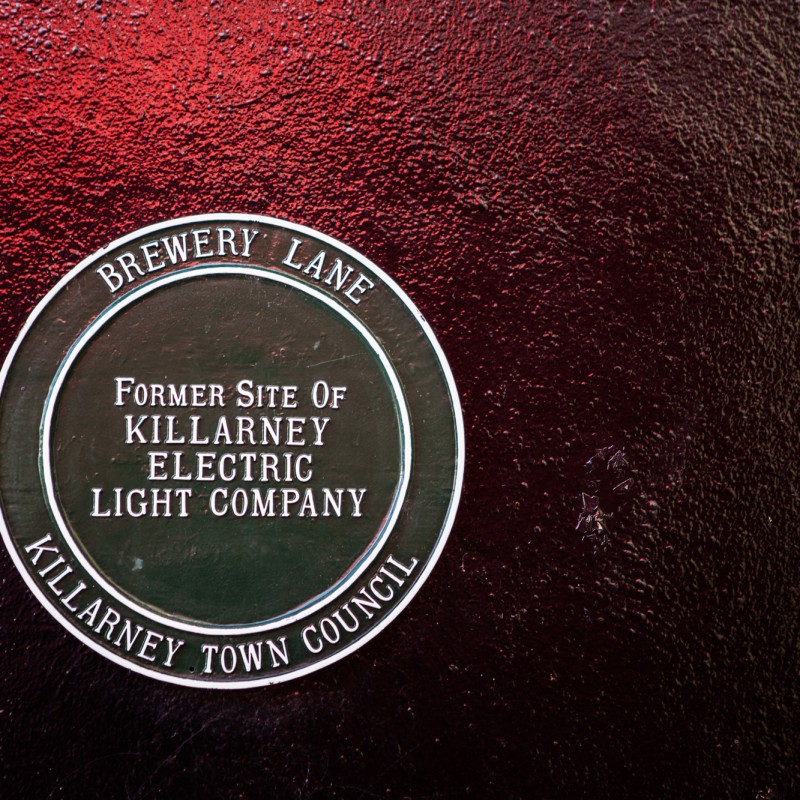 BREWERY LANE
FORMER SITE OF
KILLARNEY
ELECTRIC
LIGHT COMPANY
KILLARNEY TOWN COUNCIL